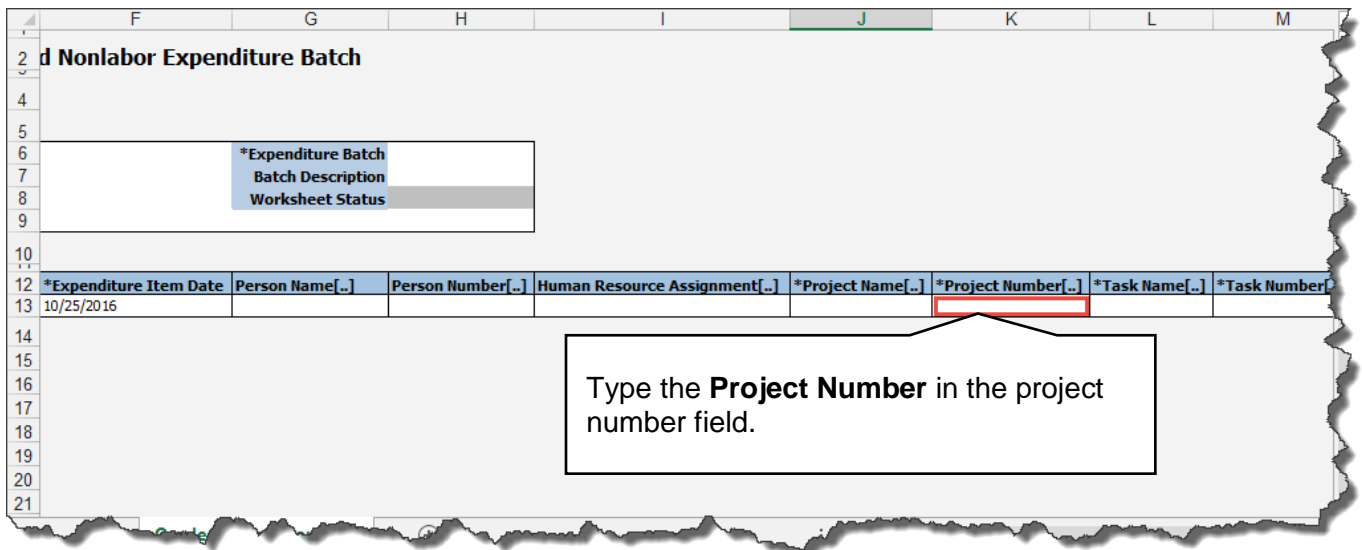 F G H I J K L M
2 d Nonlabor Expenditure Batch
4
5
6 *Expenditure Batch
7 Batch Description
8 Worksheet Status
9
10
12 *Expenditure Item Date Person Name[..] Person Number[..] Human Resource Assignment[..] *Project Name[..] *Project Number[..] *Task Name[..] *Task Number[
13 10/25/2016
14
15
16
17
18
19
20
21
Type the Project Number in the project
number field.